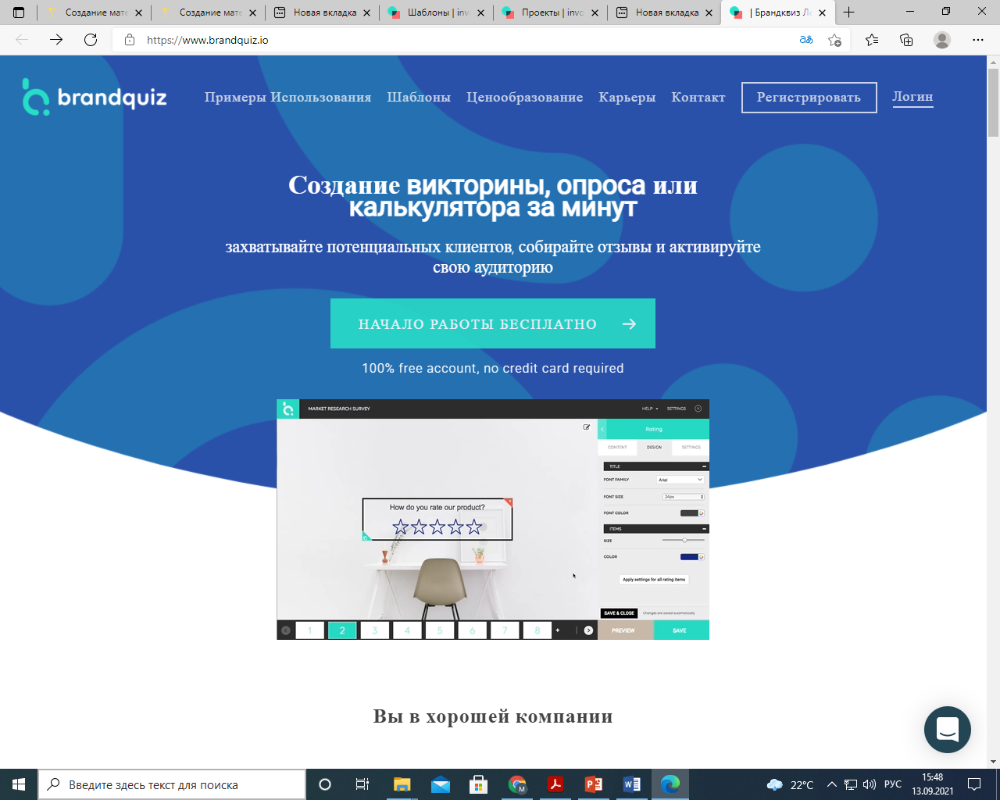 Создание мате
Создание мате
Новая вкладка
Шаблоны | inv
Проекты | invo
Новая вкладка
| Брандквиз Ле
https://www.brandquiz.io
brandquiz
Примеры Использования
Шаблоны
Ценообразование
Карьеры
Контакт
Регистрировать
Логин
Создание викторины, опроса или
калькулятора за минут
захватывайте потенциальных клиентов, собирайте отзывы и активируйте
свою аудиторию
НАЧАЛО РАБОТЫ БЕСПЛАТНО
100% free account, no credit card required
MARKET RESEARCH SURVEY
HELP
SETTINGS
Rating
CONTENT
DESIGN
SETTINGS
TITLE
FONT FAMILY
Arial
FONT SIZE
24px
FONT COLOR
ITEMS
SIZE
COLOR
Apply settings for all rating items
How do you rate our product?
SAVE & CLOSE
Changes are saved automatically
1 2 3 4 5 6 7 8 +
PREVIEW
SAVE
Вы в хорошей компании
Введите здесь текст для поиска
22°C
РУС
15:48
13.09.2021